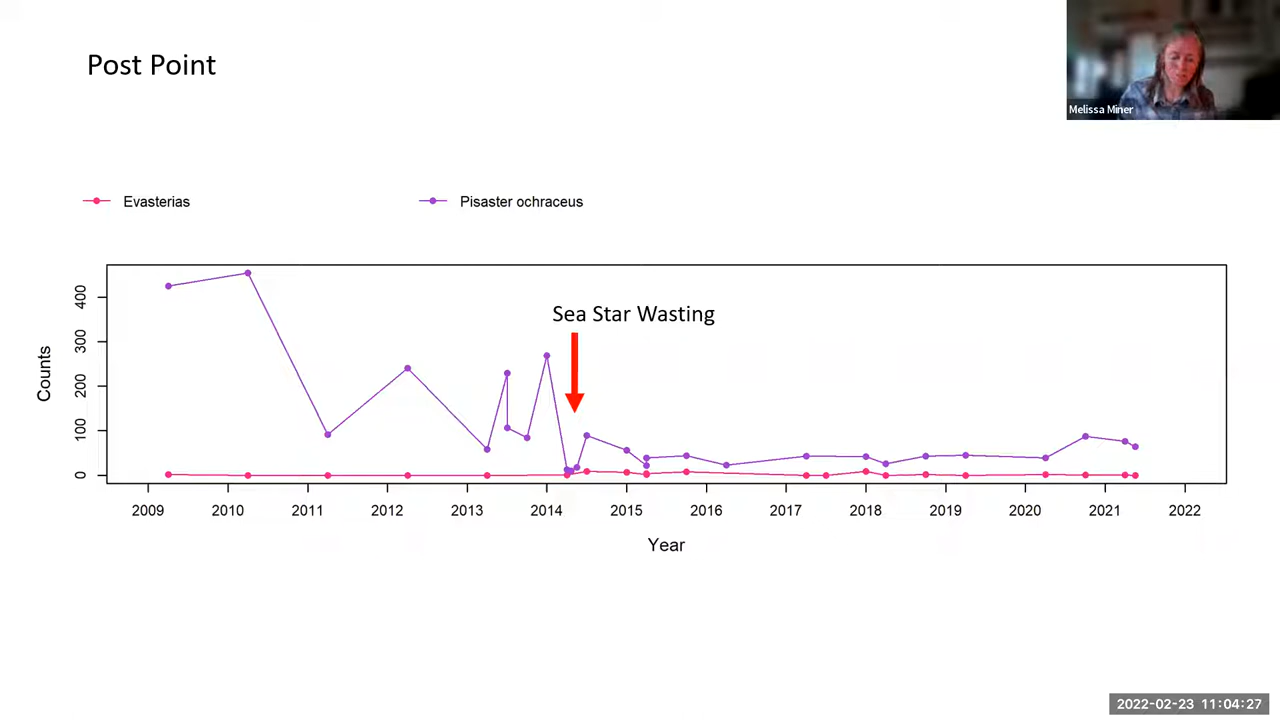 Post Point
Melissa Miner
Evasterias
Pisaster ochraceus
Sea Star Wasting
Counts
400
300
200
100
0
2009 2010 2011 2012 2013 2014 2015 2016 2017 2018 2019 2020 2021 2022
Year
2022-02-23 11:04:27